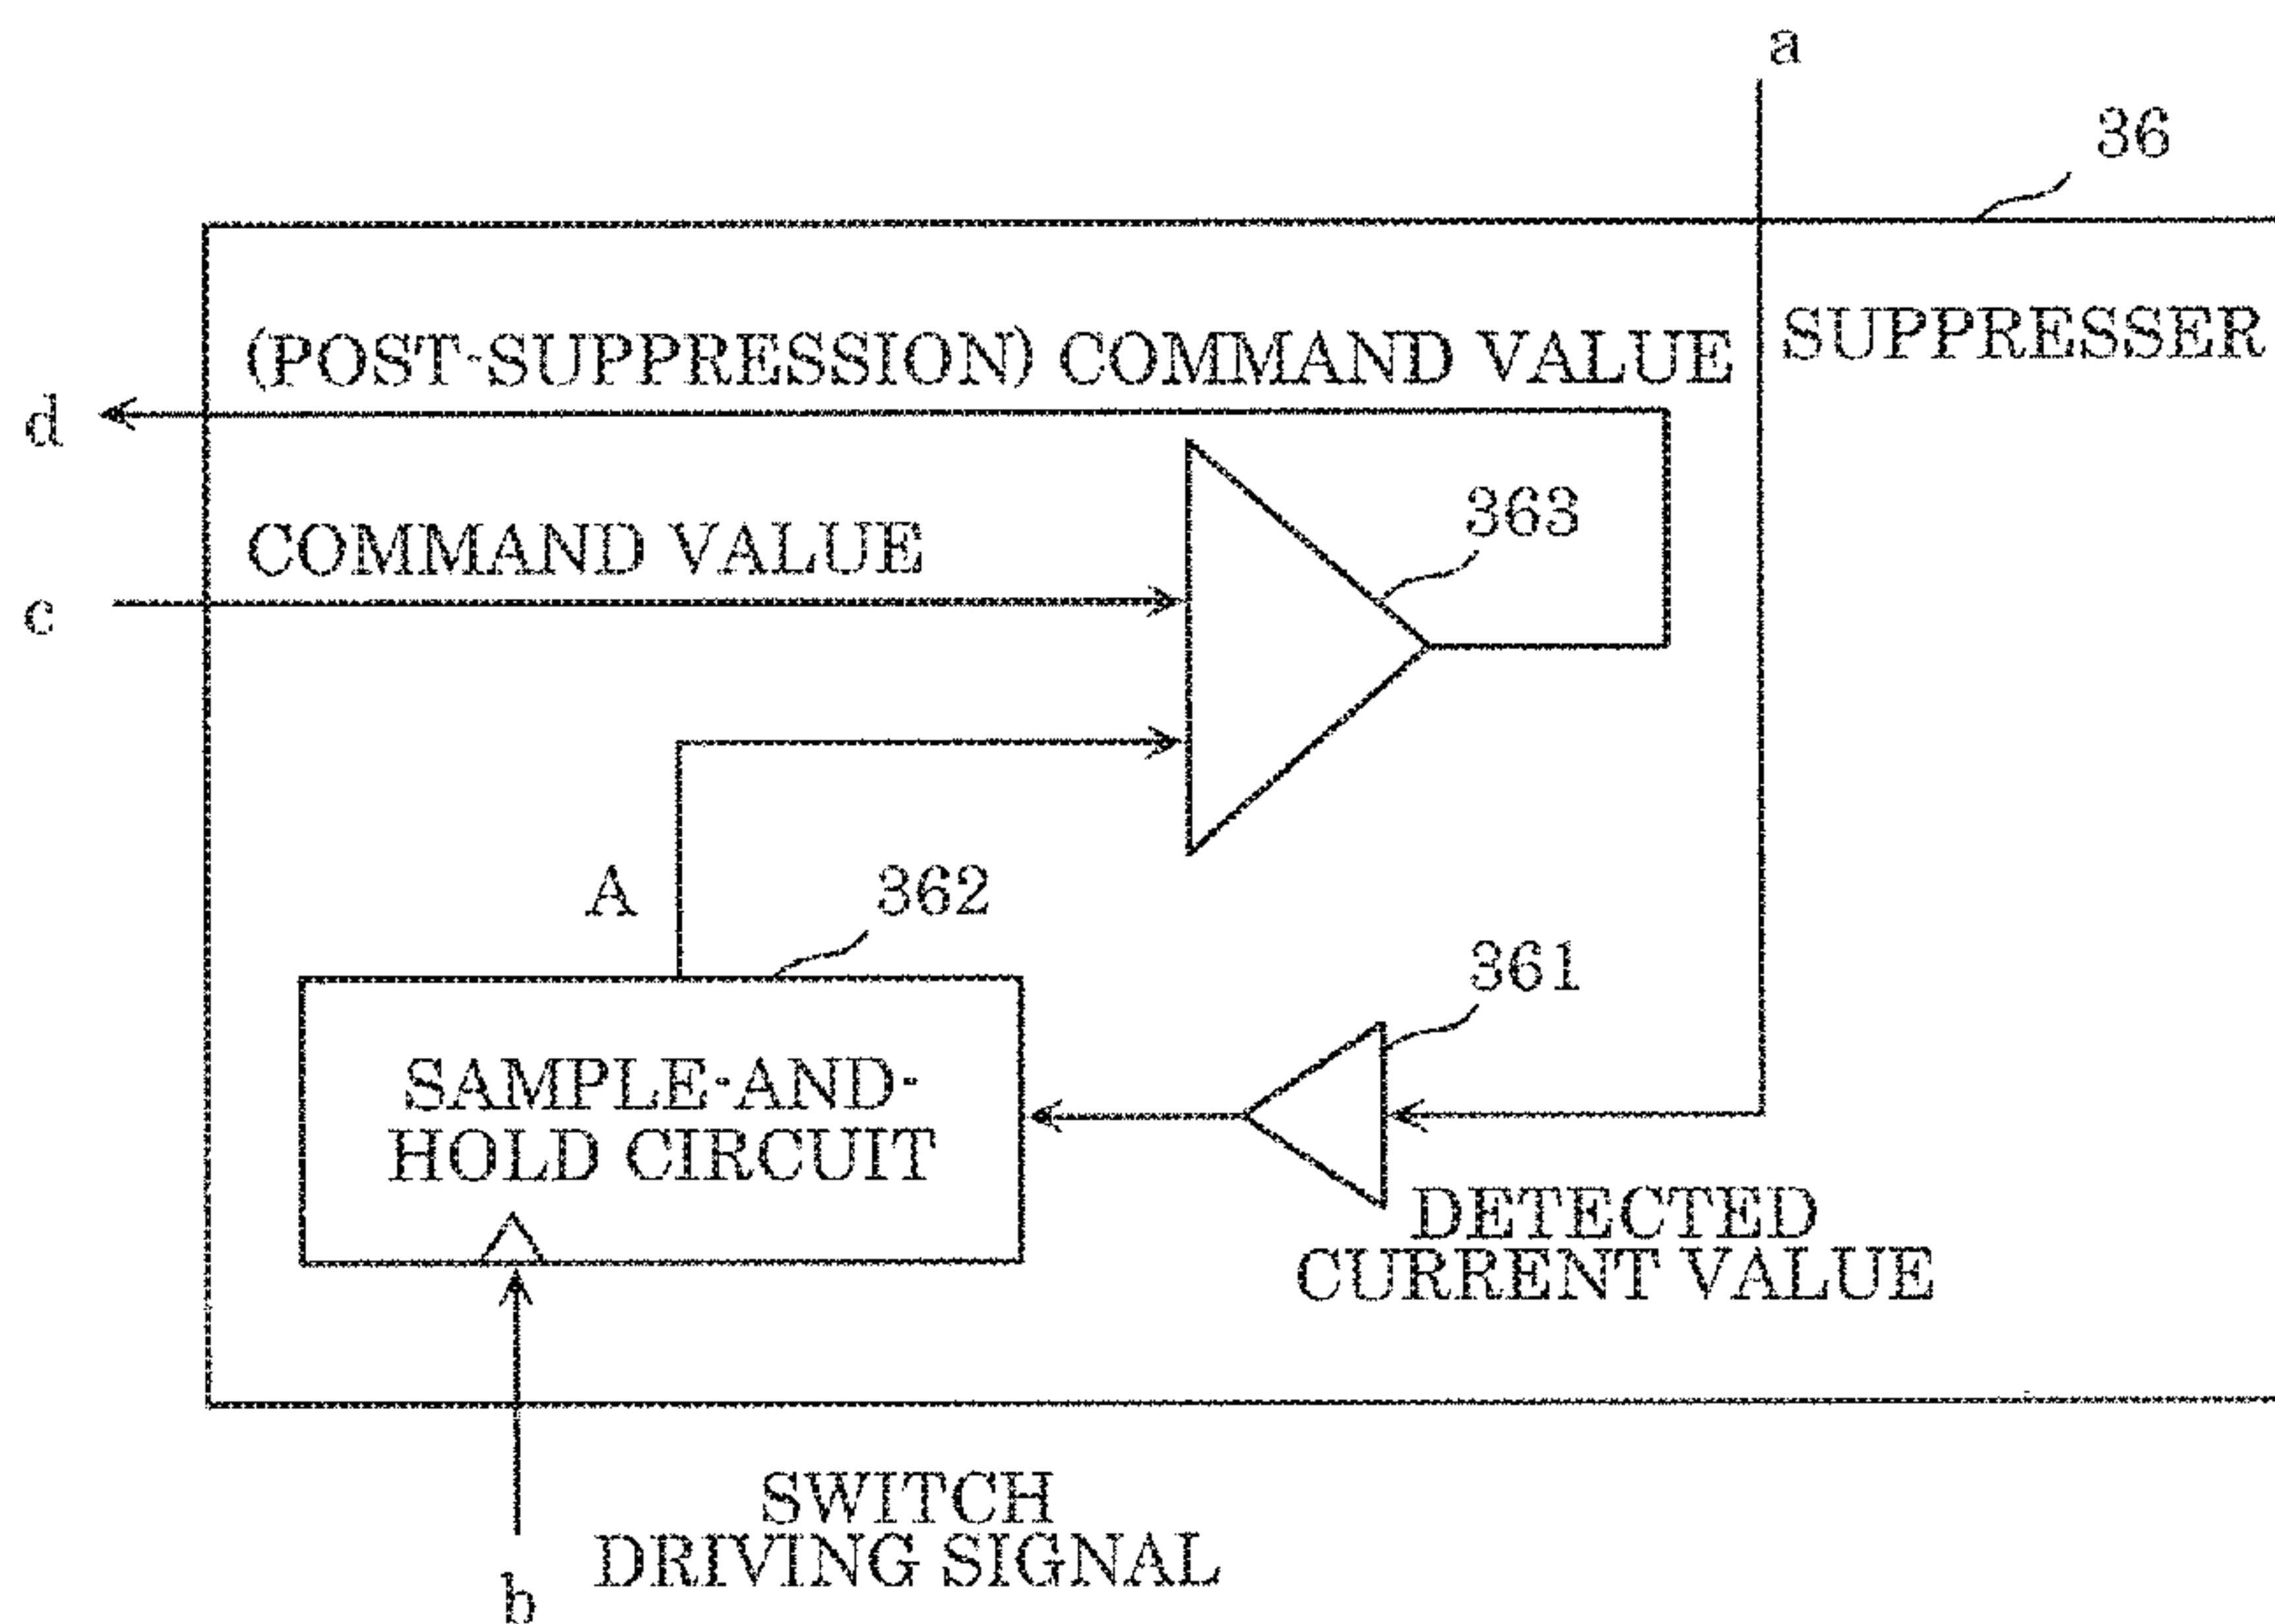 a
36
(POST-SUPPRESSION) COMMAND VALUE
SUPPRESSER
d
COMMAND VALUE
363
c
A
362
361
SAMPLE-AND-
HOLD CIRCUIT
DETECTED
CURRENT VALUE
SWITCH
DRIVING SIGNAL
b